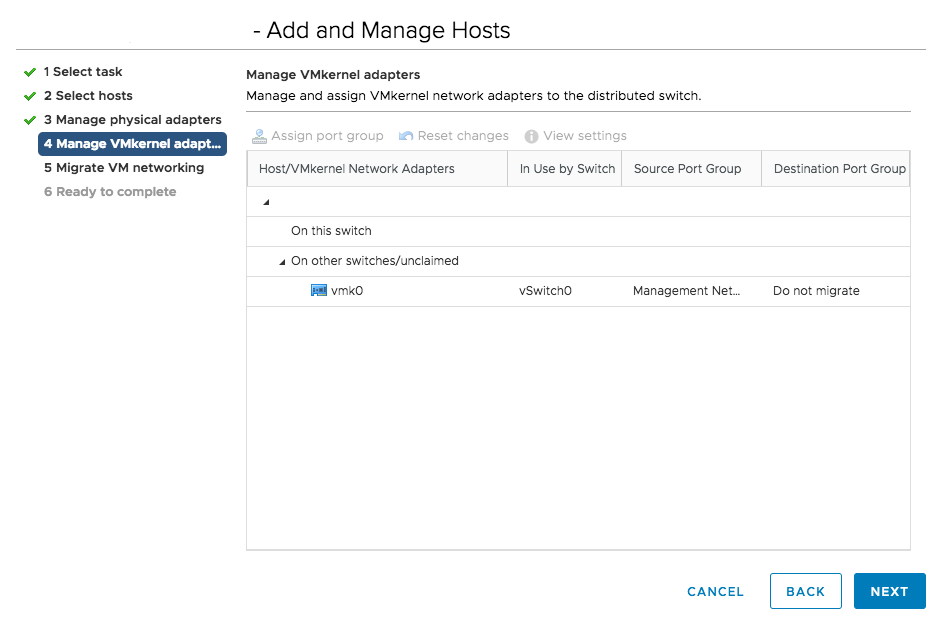 - Add and Manage Hosts
1 Select task
2 Select hosts
3 Manage physical adapters
4 Manage VMkernel adapt...
5 Migrate VM networking
6 Ready to complete
Manage VMkernel adapters
Manage and assign VMkernel network adapters to the distributed switch.
Assign port group Reset changes View settings
Host/VMkernel Network Adapters In Use by Switch Source Port Group Destination Port Group
On this switch
On other switches/unclaimed
vmk0 vSwitch0 Management Net... Do not migrate
CANCEL BACK NEXT